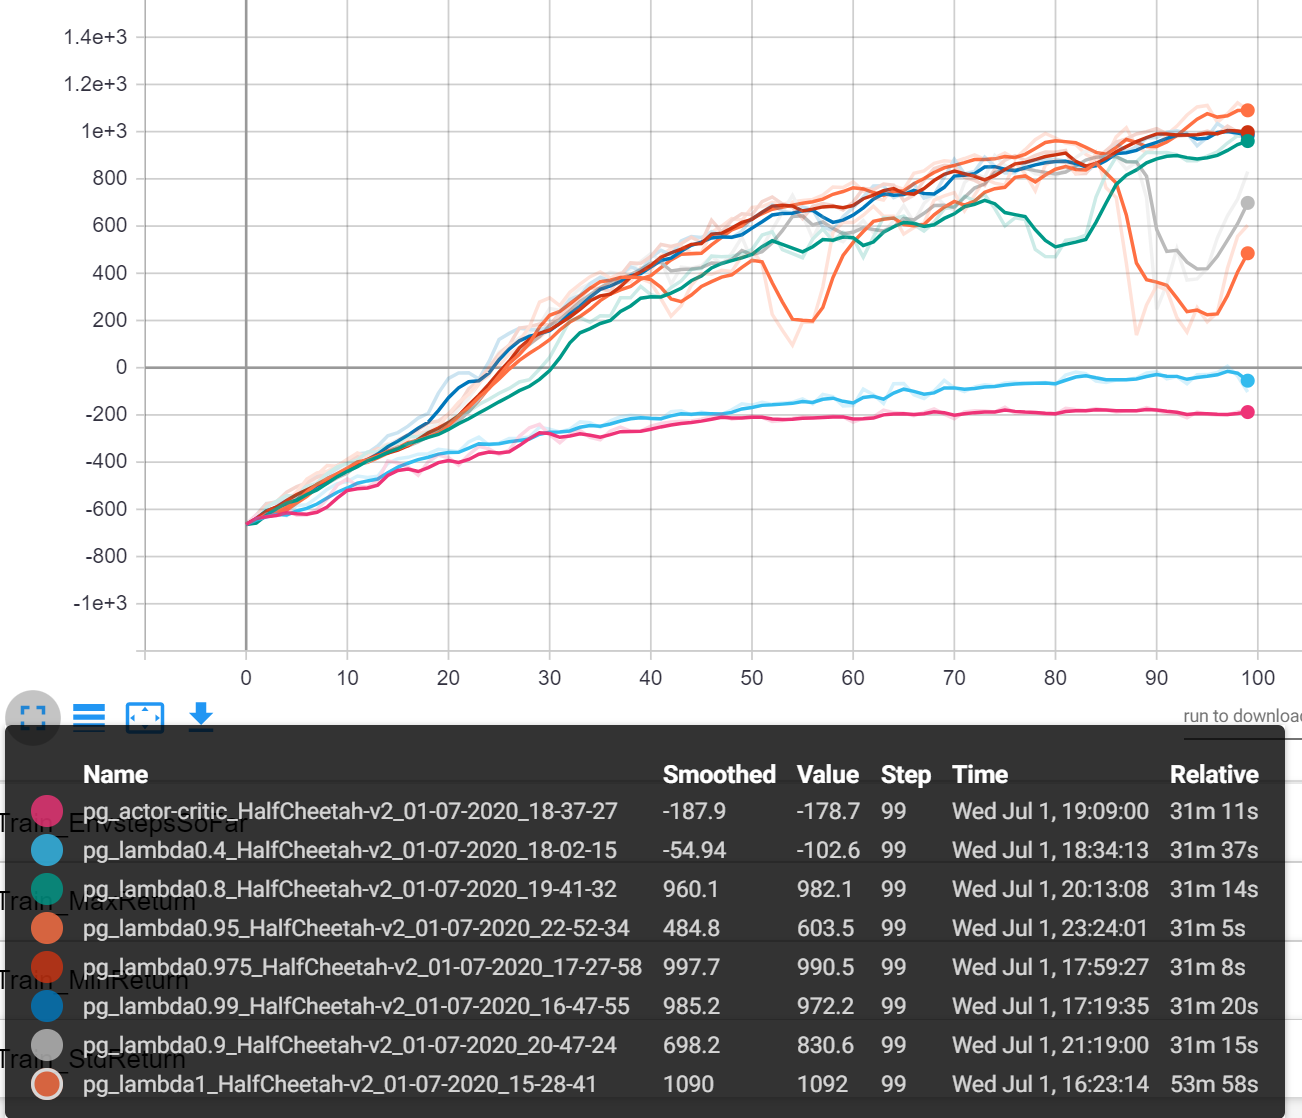 1.4e+3
1.2e+3
1e+3
800
600
400
200
0
-200
-400
-600
-800
-1e+3
0 10 20 30 40 50 60 70 80 90 100
run to download
Name Smoothed Value Step Time Relative
pg_actor-critic_HalfCheetah-v2_01-07-2020_18-37-27 -187.9 -178.7 99 Wed Jul 1, 19:09:00 31m 11s
Train_EnvstepsSoFar
pg_lambda0.4_HalfCheetah-v2_01-07-2020_18-02-15 -54.94 -102.6 99 Wed Jul 1, 18:34:13 31m 37s
pg_lambda0.8_HalfCheetah-v2_01-07-2020_19-41-32 960.1 982.1 99 Wed Jul 1, 20:13:08 31m 14s
Train_MaxReturn
pg_lambda0.95_HalfCheetah-v2_01-07-2020_22-52-34 484.8 603.5 99 Wed Jul 1, 23:24:01 31m 5s
pg_lambda0.975_HalfCheetah-v2_01-07-2020_17-27-58 997.7 990.5 99 Wed Jul 1, 17:59:27 31m 8s
Train_MinReturn
pg_lambda0.99_HalfCheetah-v2_01-07-2020_16-47-55 985.2 972.2 99 Wed Jul 1, 17:19:35 31m 20s
pg_lambda0.9_HalfCheetah-v2_01-07-2020_20-47-24 698.2 830.6 99 Wed Jul 1, 21:19:00 31m 15s
Train_StdReturn
pg_lambda1_HalfCheetah-v2_01-07-2020_15-28-41 1090 1092 99 Wed Jul 1, 16:23:14 53m 58s